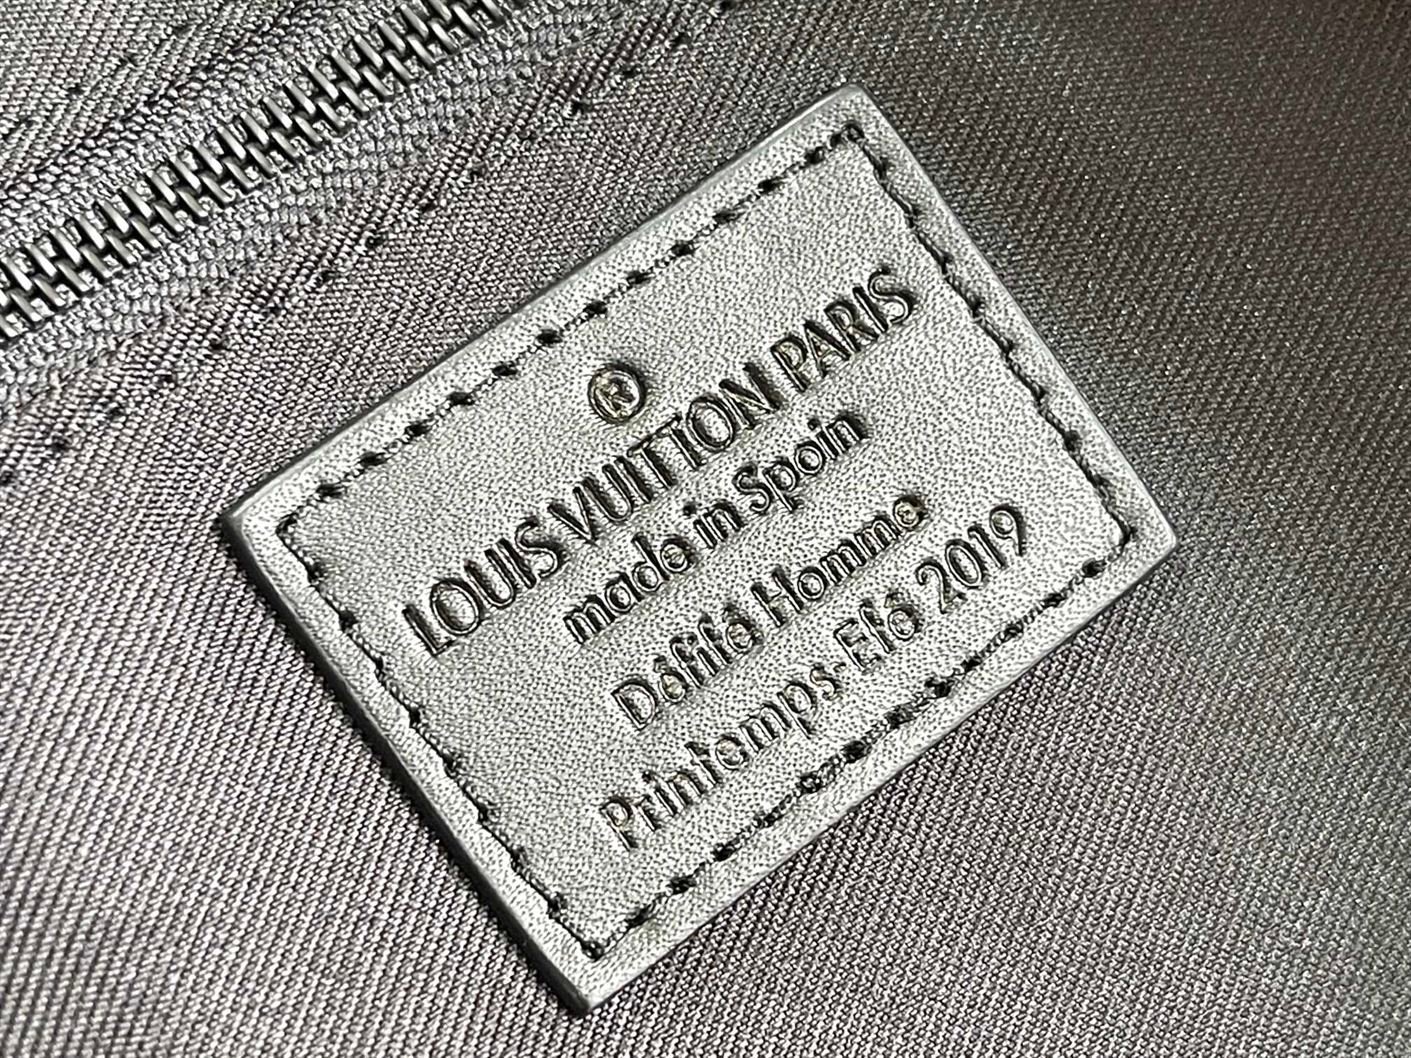 ®
LOUIS VUITTON PARIS
made in Spain
Défilé Homme
Printemps-Eté 2019